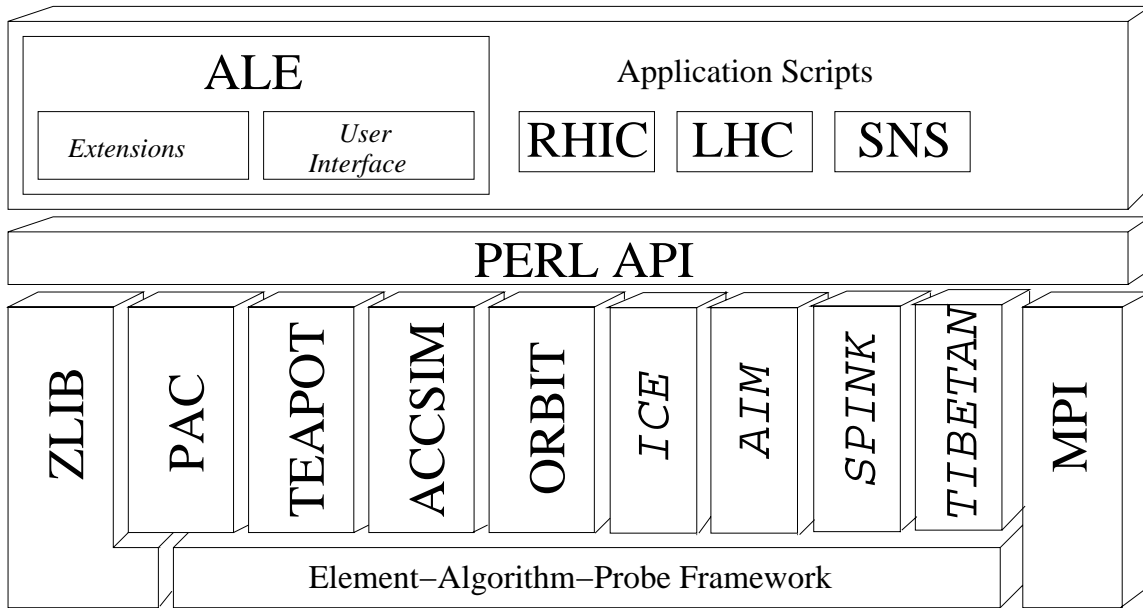 ALE
Extensions
User
Interface
Application Scripts
RHIC
LHC
SNS
PERL API
ZLIB
PAC
TEAPOT
ACCSIM
ORBIT
ICE
AIM
SPINK
TIBETAN
MPI
Element–Algorithm–Probe Framework